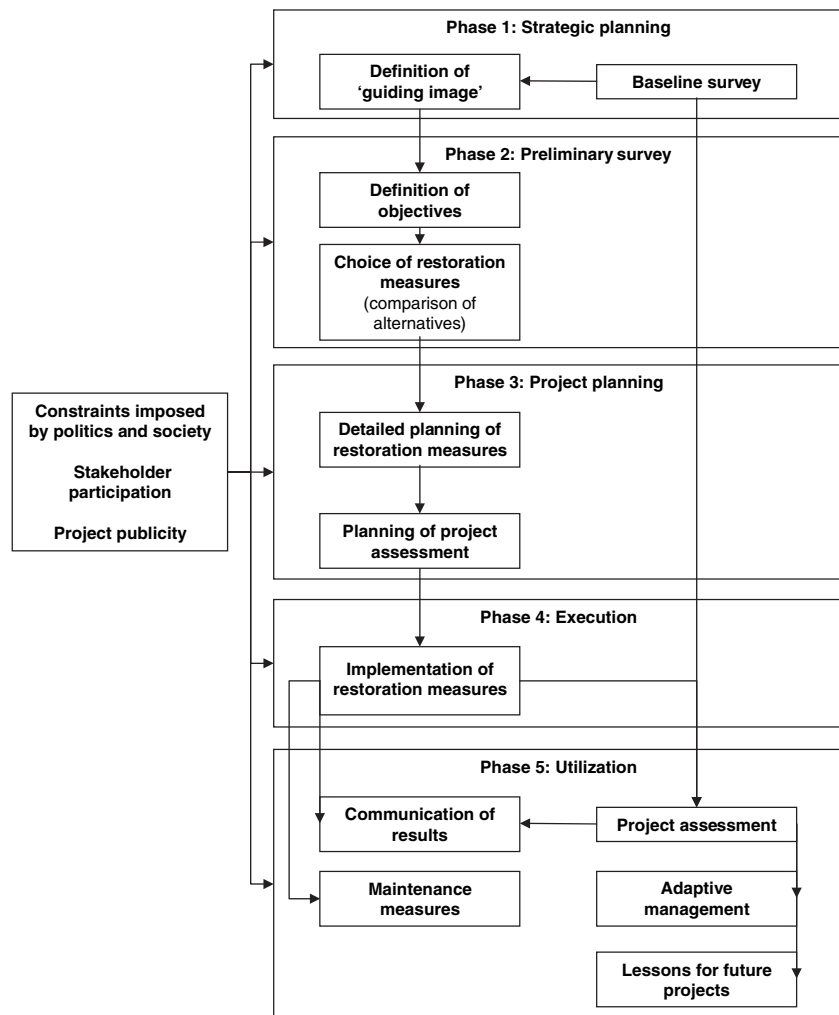 Phase 1: Strategic planning
Definition of
‘guiding image’
Baseline survey
Phase 2: Preliminary survey
Definition of
objectives
Choice of restoration
measures
(comparison of
alternatives)
Phase 3: Project planning
Constraints imposed
by politics and society
Stakeholder
participation
Project publicity
Detailed planning of
restoration measures
Planning of project
assessment
Phase 4: Execution
Implementation of
restoration measures
Phase 5: Utilization
Communication of
results
Project assessment
Maintenance
measures
Adaptive
management
Lessons for future
projects